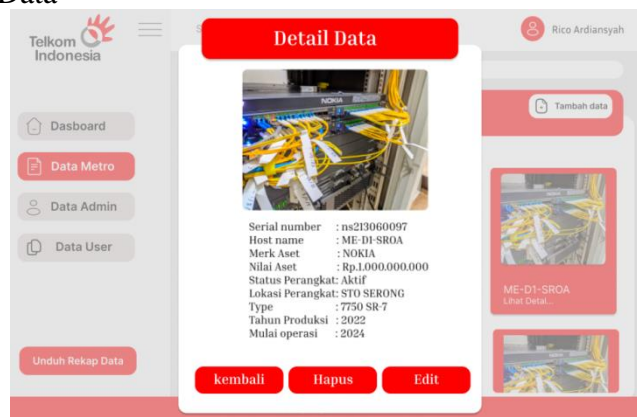 Data
Telkom
Indonesia
S
Detail Data
Rico Ardiansyah
Tambah data
Dasboard
Data Metro
Data Admin
Data User
Unduh Rekap Data
NOKIA
Serial number : ns213060097
Host name : ME-D1-SROA
Merk Aset : NOKIA
Nilai Aset : Rp.1.000.000.000
Status Perangkat: Aktif
Lokasi Perangkat: STO SERONG
Type : 7750 SR-7
Tahun Produksi : 2022
Mulai operasi : 2024
kembali
Hapus
Edit
ME-D1-SROA
Lihat Detal...